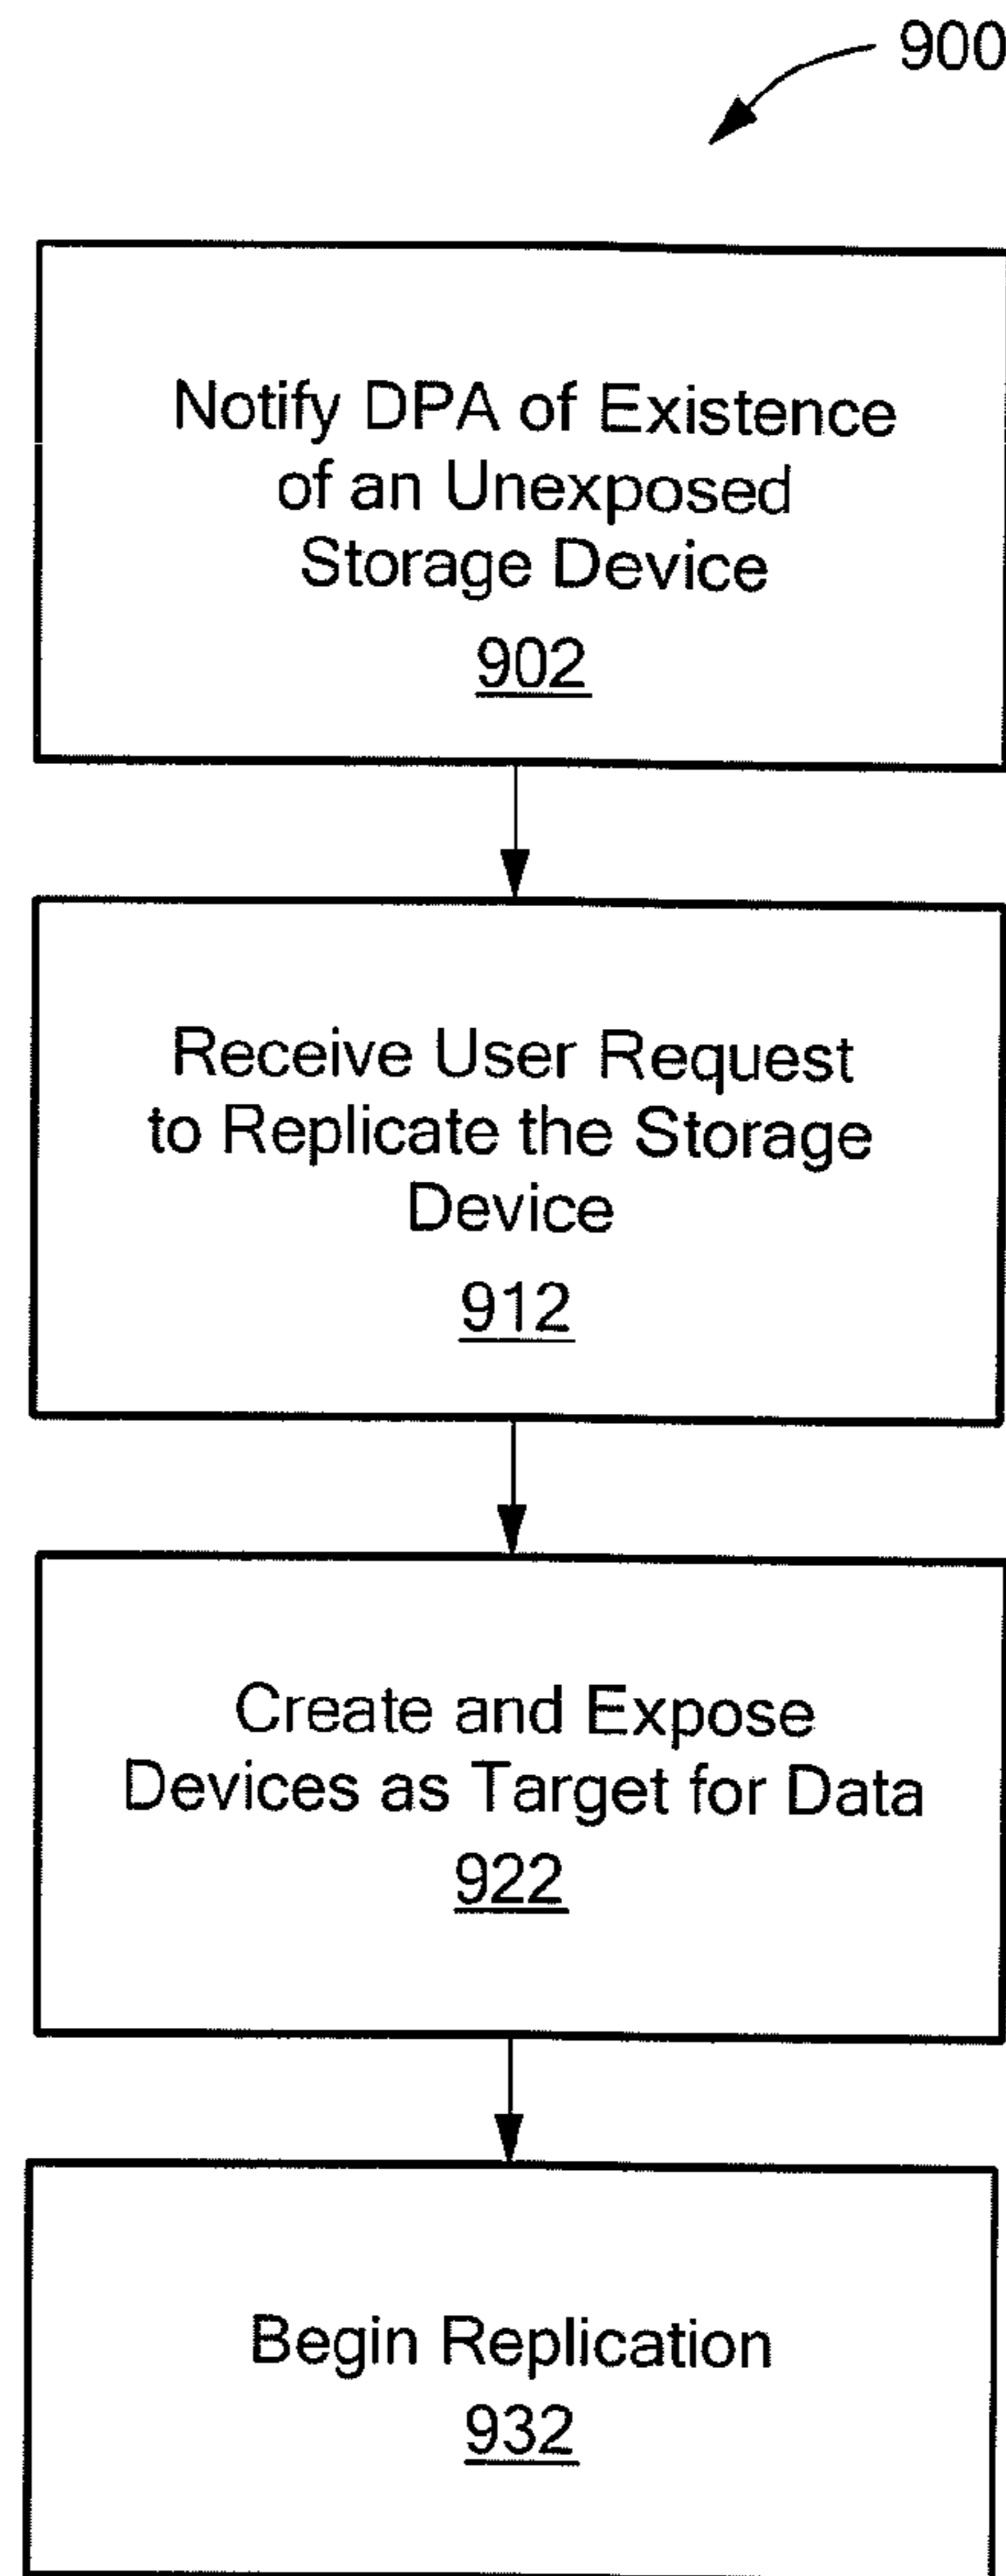 900
Notify DPA of Existence
of an Unexposed
Storage Device
902
Receive User Request
to Replicate the Storage
Device
912
Create and Expose
Devices as Target for Data
922
Begin Replication
932